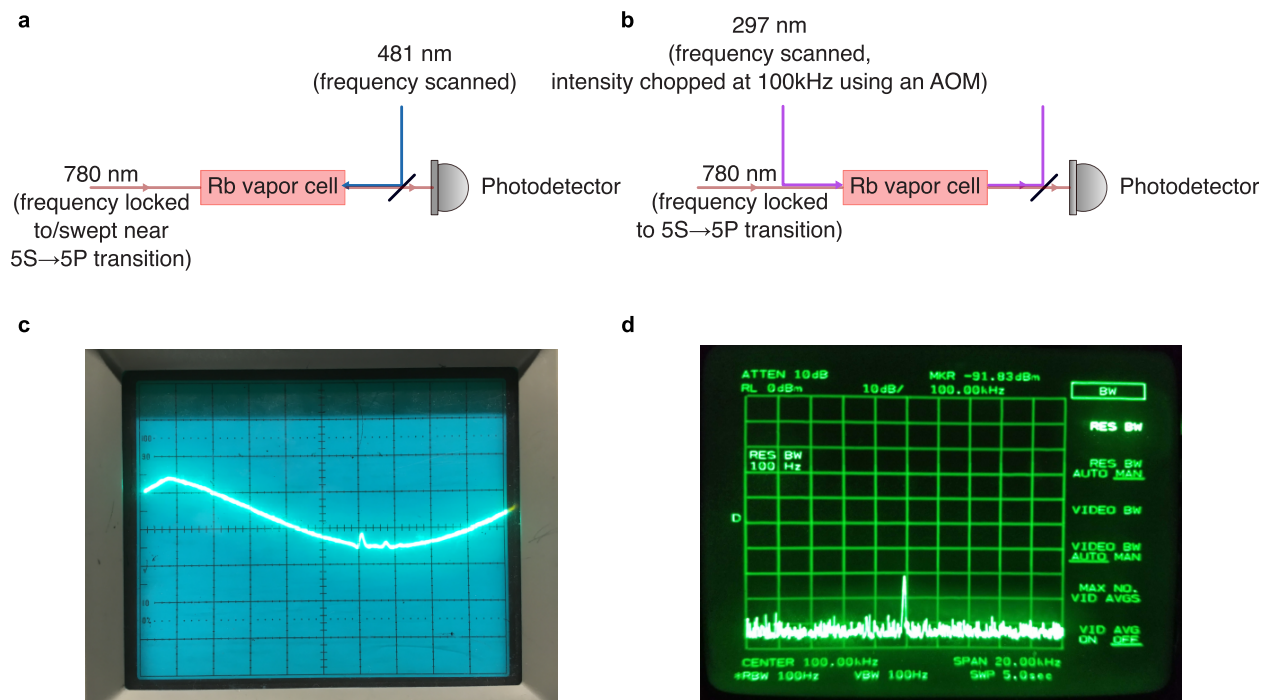 a
481 nm
(frequency scanned)
780 nm
(frequency locked
to/swept near
5S→5P transition)
Rb vapor cell
Photodetector
b
297 nm
(frequency scanned,
intensity chopped at 100kHz using an AOM)
780 nm
(frequency locked
to 5S→5P transition)
Rb vapor cell
Photodetector
c
100
90
10
d
ATTEN 10dB
RL 0dBm
10dB/
MKR -91.83dBm
100.00kHz
BW
RES BW
RES BW
100 Hz
RES BW
AUTO MAN
D
VIDEO BW
VIDEO BW
AUTO MAN
MAX NO.
VID AVGS
VID AVG
ON OFF
CENTER 100.00kHz
SPAN 20.00kHz
*RBW 100Hz
VBW 100Hz
SWP 5.0sec